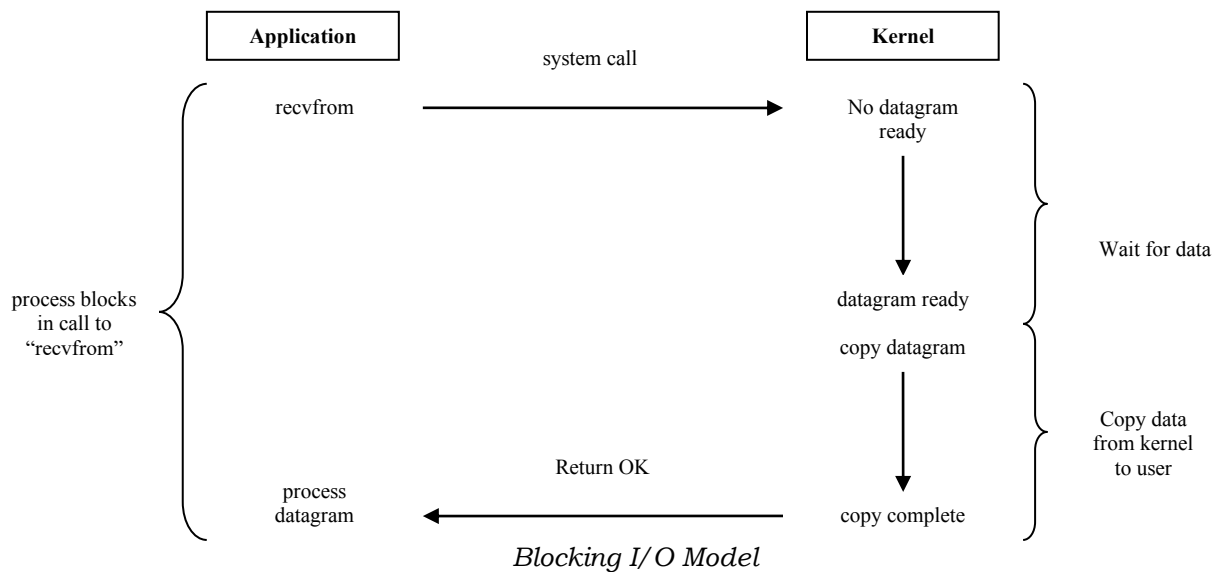 Application
Kernel
system call
recvfrom
No datagram
ready
Wait for data
process blocks
in call to
“recvfrom”
datagram ready
copy datagram
Copy data
from kernel
to user
Return OK
process
datagram
copy complete
Blocking I/O Model